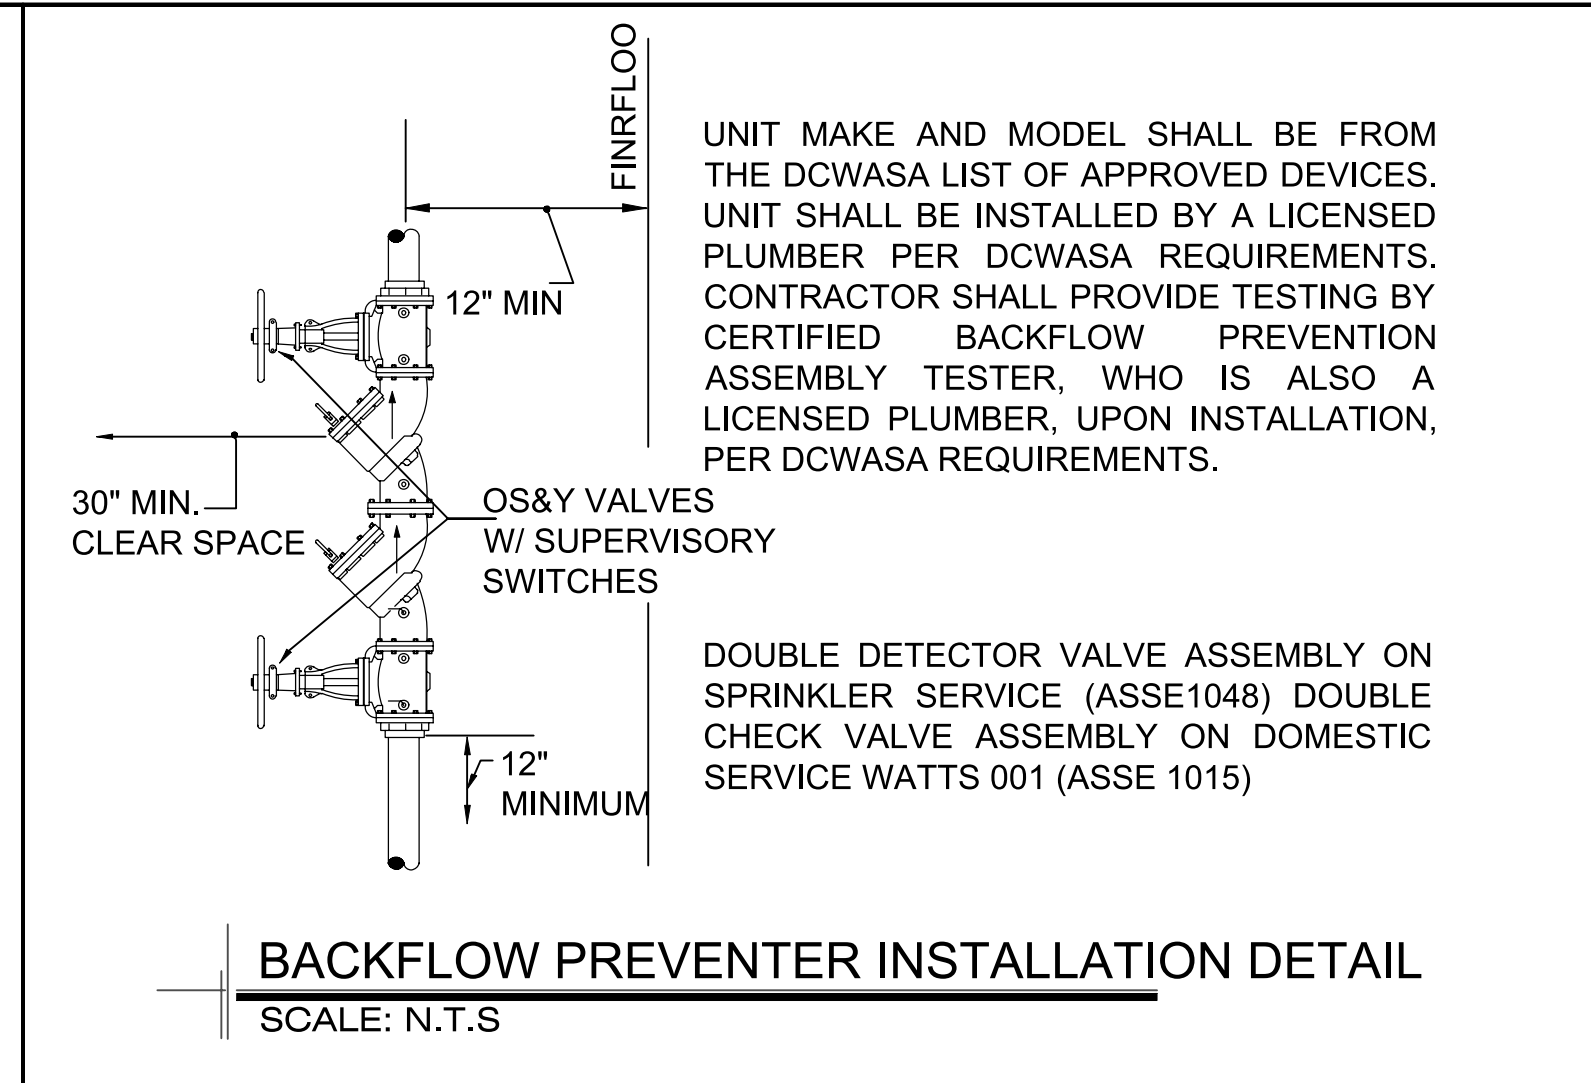 FINRFLOO
UNIT MAKE AND MODEL SHALL BE FROM
THE DCWASA LIST OF APPROVED DEVICES.
UNIT SHALL BE INSTALLED BY A LICENSED
PLUMBER PER DCWASA REQUIREMENTS.
CONTRACTOR SHALL PROVIDE TESTING BY
CERTIFIED BACKFLOW PREVENTION
ASSEMBLY TESTER, WHO IS ALSO A
LICENSED PLUMBER, UPON INSTALLATION,
PER DCWASA REQUIREMENTS.
12" MIN
30" MIN.
CLEAR SPACE
OS&Y VALVES
W/ SUPERVISORY
SWITCHES
DOUBLE DETECTOR VALVE ASSEMBLY ON
SPRINKLER SERVICE (ASSE1048) DOUBLE
CHECK VALVE ASSEMBLY ON DOMESTIC
SERVICE WATTS 001 (ASSE 1015)
12"
MINIMUM
BACKFLOW PREVENTER INSTALLATION DETAIL
SCALE: N.T.S